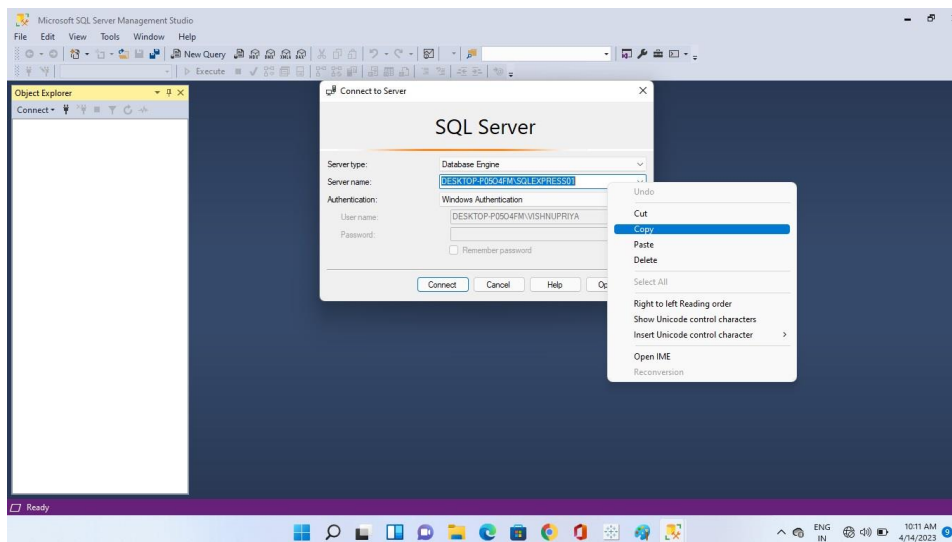 Microsoft SQL Server Management Studio
File Edit View Tools Window Help
New Query
Execute
Object Explorer
Connect
Connect to Server
SQL Server
Server type: Database Engine
Server name: DESKTOP-P05O4FM\SQLEXPRESS01
Authentication: Windows Authentication
User name: DESKTOP-P05O4FM\VISHNUPRIYA
Password:
Remember password
Connect Cancel Help Op
Undo
Cut
Copy
Paste
Delete
Select All
Right to left Reading order
Show Unicode control characters
Insert Unicode control character
Open IME
Reconversion
Ready
ENG
IN
10:11 AM
4/14/2023